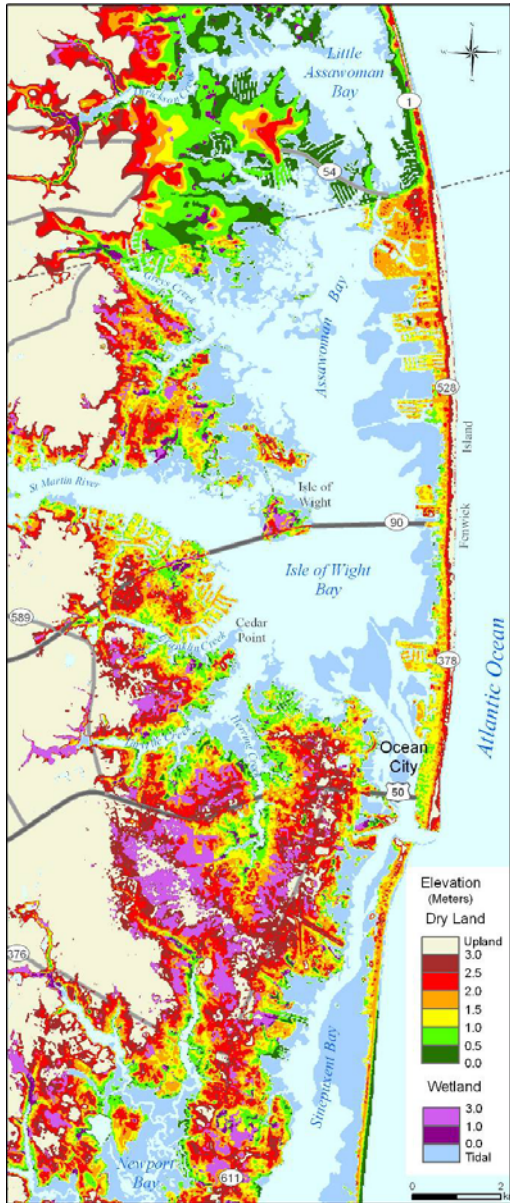 Little
Assawoman
Bay
1
54
Greys Creek
Assawoman Bay
528
St Martin River
Isle of
Wight
Fenwick Island
90
Isle of Wight
Bay
589
Cedar
Point
378
Atlantic Ocean
Ocean
City
50
376
Sinepuxent Bay
Newport
Bay
611
Elevation
(Meters)
Dry Land
Upland
3.0
2.5
2.0
1.5
1.0
0.5
0.0
Wetland
3.0
1.0
0.0
Tidal
0 2